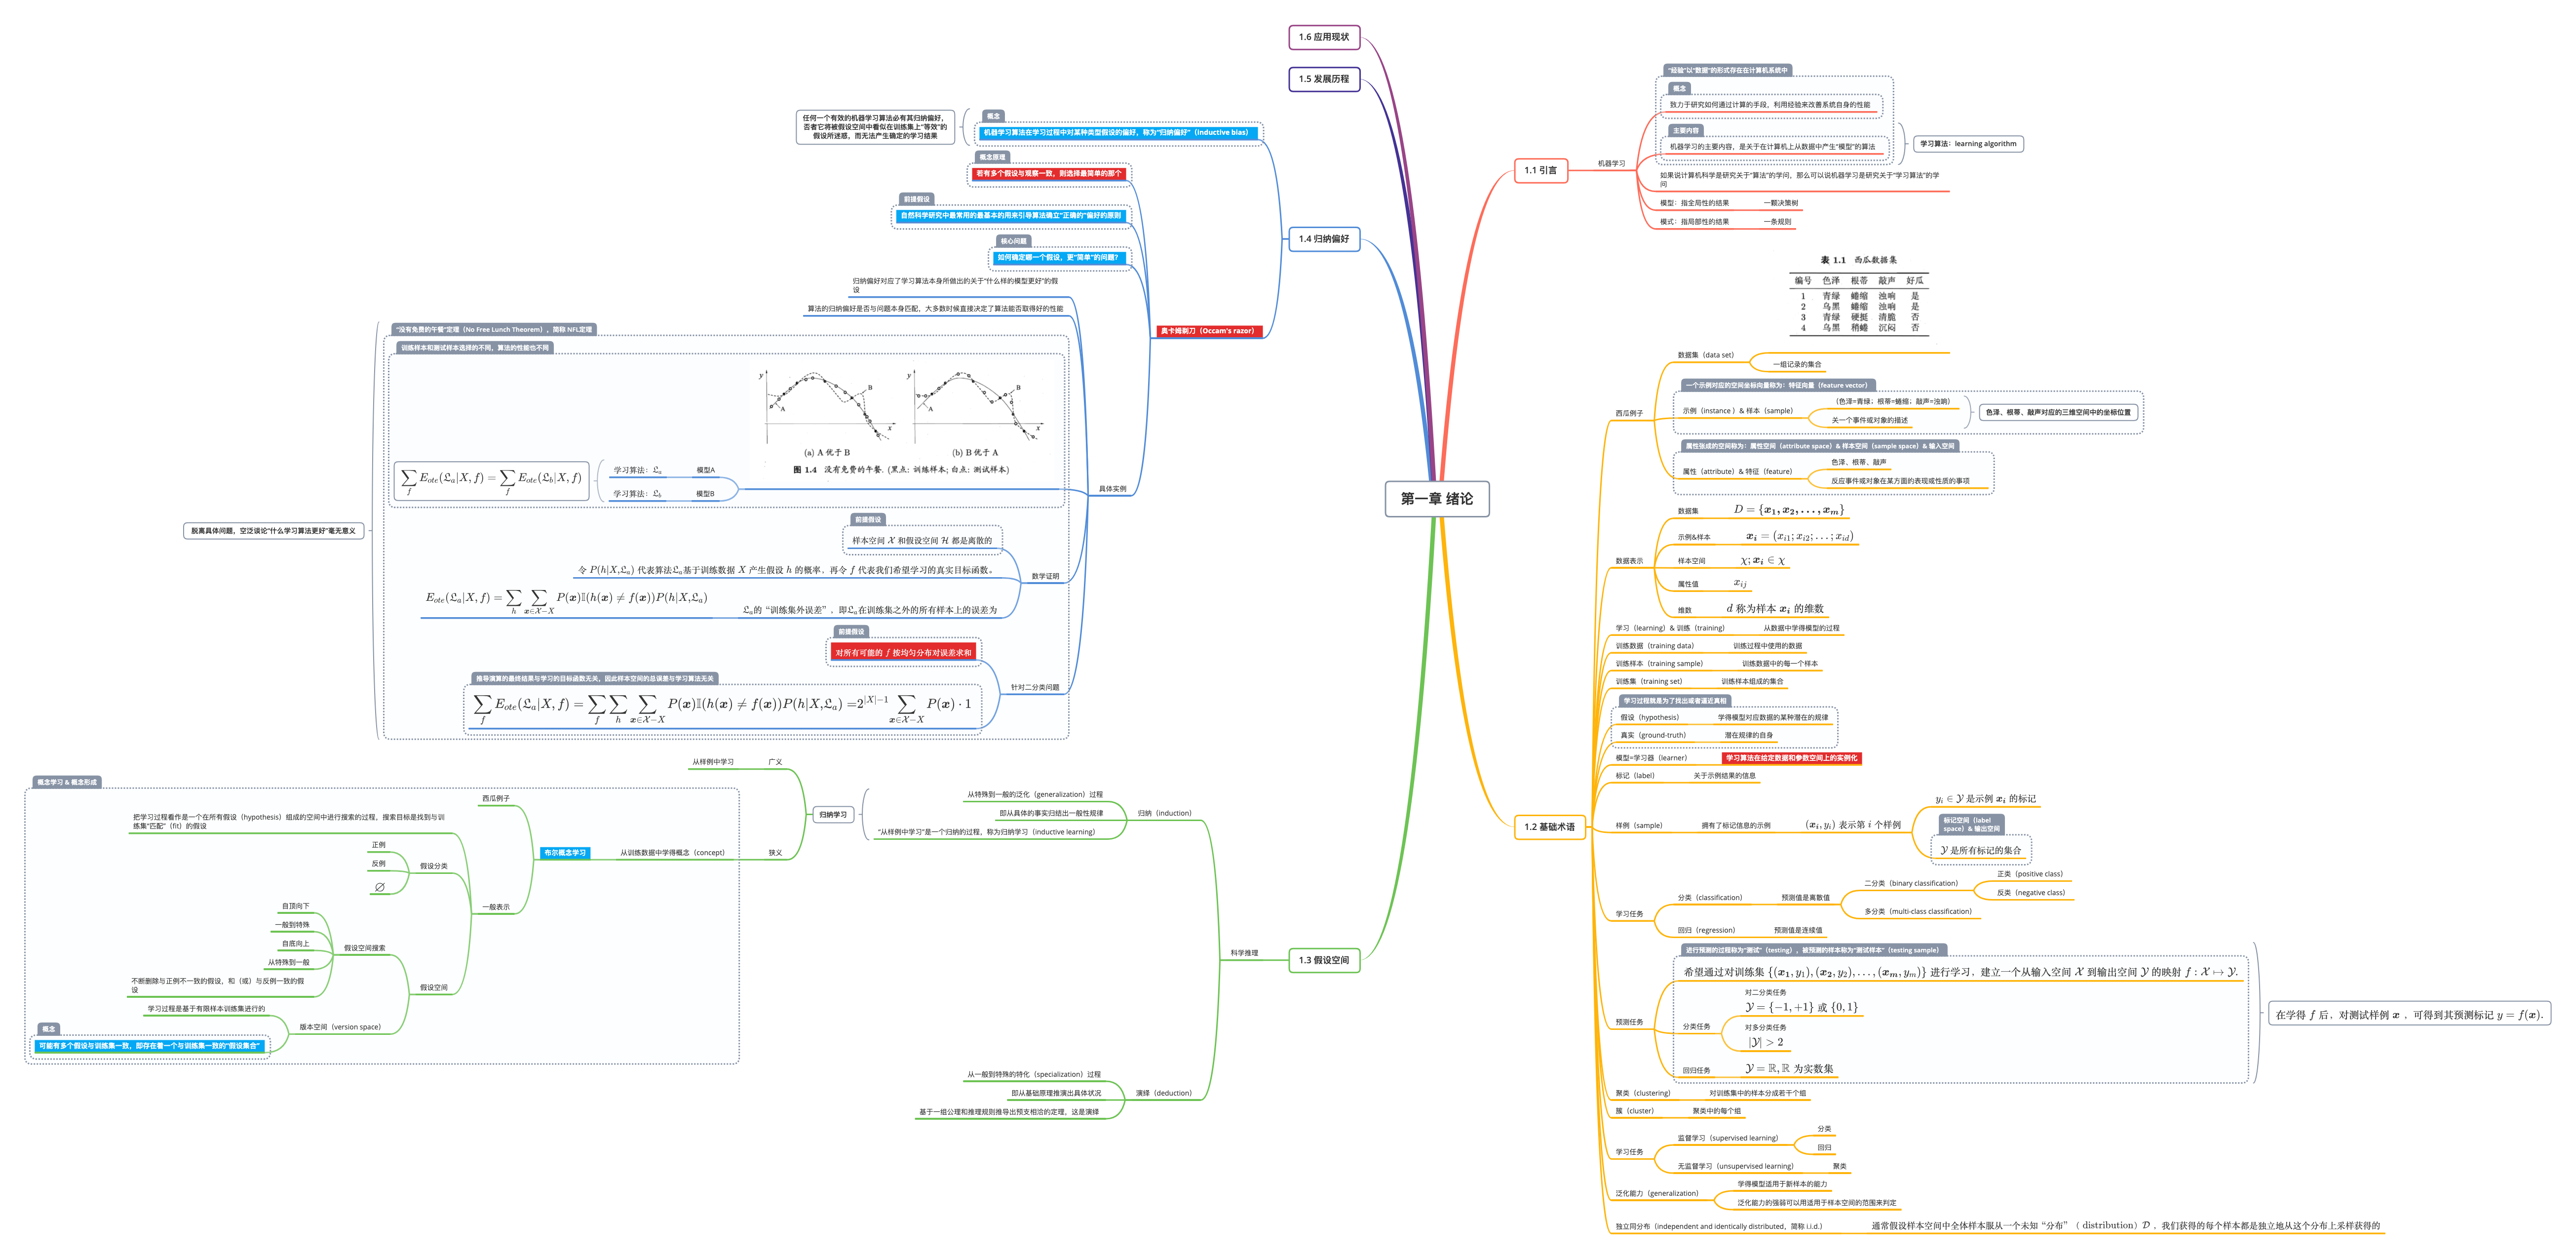 第一章 绪论
1.1 引言
机器学习
"经验"以"数据"的形式存在在计算机系统中
概念
致力于研究如何通过计算的手段，利用经验来改善系统自身的性能
主要内容
机器学习的主要内容，是关于在计算机上从数据中产生"模型"的算法
学习算法：learning algorithm
如果说计算机科学是研究关于"算法"的学问，那么可以说机器学习是研究关于"学习算法"的学
问
模型：指全局性的结果
一颗决策树
模式：指局部性的结果
一条规则
1.2 基础术语
表 1.1 西瓜数据集
编号 色泽 根蒂 敲声 好瓜
1 青绿 蜷缩 浊响 是
2 乌黑 蜷缩 浊响 是
3 青绿 硬挺 清脆 否
4 乌黑 稍蜷 沉闷 否
西瓜例子
数据集（data set）
一组记录的集合
一个示例对应的空间坐标向量称为：特征向量（feature vector）
示例（instance ）& 样本（sample）
（色泽=青绿；根蒂=蜷缩；敲声=浊响）
关一个事件或对象的描述
色泽、根蒂、敲声对应的三维空间中的坐标位置
属性张成的空间称为：属性空间（attribute space）& 样本空间（sample space）& 输入空间
属性（attribute）& 特征（feature）
色泽、根蒂、敲声
反应事件或对象在某方面的表现或性质的事项
数据表示
数据集
D = {x₁, x₂, . . . , xₘ}
示例&样本
xᵢ = (xᵢ₁; xᵢ₂; . . . ; x_{id})
样本空间
χ; xᵢ ∈ χ
属性值
x_{ij}
维数
d 称为样本 xᵢ 的维数
学习（learning）& 训练（training）
从数据中学得模型的过程
训练数据（training data）
训练过程中使用的数据
训练样本（training sample）
训练数据中的每一个样本
训练集（training set）
训练样本组成的集合
学习过程就是为了找出或者逼近真相
假设（hypothesis）
学得模型对应数据的某种潜在的规律
真实（ground-truth）
潜在规律的自身
模型=学习器（learner）
学习算法在给定数据和参数空间上的实例化
标记（label）
关于示例结果的信息
样例（sample）
拥有了标记信息的示例
(xᵢ, yᵢ) 表示第 i 个样例
yᵢ ∈ 𝒴 是示例 xᵢ 的标记
标记空间（label
space）& 输出空间
𝒴 是所有标记的集合
学习任务
分类（classification）
预测值是离散值
二分类（binary classification）
正类（positive class）
反类（negative class）
多分类（multi-class classification）
回归（regression）
预测值是连续值
预测任务
进行预测的过程称为"测试"（testing），被预测的样本称为"测试样本"（testing sample）
希望通过对训练集 {(x₁, y₁), (x₂, y₂), . . . , (xₘ, yₘ)} 进行学习，建立一个从输入空间 𝒳 到输出空间 𝒴 的映射 f : 𝒳 ↦ 𝒴.
分类任务
对二分类任务
𝒴 = {−1, +1} 或 {0, 1}
对多分类任务
|𝒴| > 2
回归任务
𝒴 = ℝ, ℝ 为实数集
在学得 f 后，对测试样例 x ，可得到其预测标记 y = f(x).
聚类（clustering）
对训练集中的样本分成若干个组
簇（cluster）
聚类中的每个组
学习任务
监督学习（supervised learning）
分类
回归
无监督学习（unsupervised learning）
聚类
泛化能力（generalization）
学得模型适用于新样本的能力
泛化能力的强弱可以用适用于样本空间的范围来判定
独立同分布（independent and identically distributed，简称 i.i.d.）
通常假设样本空间中全体样本服从一个未知 "分布" （ distribution）𝒟 ，我们获得的每个样本都是独立地从这个分布上采样获得的
1.3 假设空间
科学推理
归纳（induction）
从特殊到一般的泛化（generalization）过程
即从具体的事实归结出一般性规律
"从样例中学习"是一个归纳的过程，称为归纳学习（inductive learning）
归纳学习
广义
从样例中学习
狭义
从训练数据中学得概念（concept）
概念学习 & 概念形成
布尔概念学习
西瓜例子
一般表示
把学习过程看作是一个在所有假设（hypothesis）组成的空间中进行搜索的过程，搜索目标是找到与训
练集"匹配"（fit）的假设
假设分类
正例
反例
∅
假设空间
假设空间搜索
自顶向下
一般到特殊
自底向上
从特殊到一般
不断删除与正例不一致的假设，和（或）与反例一致的假
设
版本空间（version space）
学习过程是基于有限样本训练集进行的
概念
可能有多个假设与训练集一致，即存在着一个与训练集一致的"假设集合"
演绎（deduction）
从一般到特殊的特化（specialization）过程
即从基础原理推演出具体状况
基于一组公理和推理规则推导出预支相洽的定理，这是演绎
1.4 归纳偏好
概念
机器学习算法在学习过程中对某种类型假设的偏好，称为"归纳偏好"（inductive bias）
任何一个有效的机器学习算法必有其归纳偏好，
否者它将被假设空间中看似在训练集上"等效"的
假设所迷惑，而无法产生确定的学习结果
奥卡姆剃刀（Occam's razor）
概念原理
若有多个假设与观察一致，则选择最简单的那个
前提假设
自然科学研究中最常用的最基本的用来引导算法确立"正确的"偏好的原则
核心问题
如何确定哪一个假设，更"简单"的问题？
具体实例
归纳偏好对应了学习算法本身所做出的关于"什么样的模型更好"的假
设
算法的归纳偏好是否与问题本身匹配，大多数时候直接决定了算法能否取得好的性能
"没有免费的午餐"定理（No Free Lunch Theorem），简称 NFL定理
训练样本和测试样本选择的不同，算法的性能也不同
y
B
A
x
y
B
A
x
(a) A 优于 B
(b) B 优于 A
图 1.4 没有免费的午餐. (黑点: 训练样本; 白点: 测试样本)
模型A
学习算法：𝔏ₐ
模型B
学习算法：𝔏_b
∑_f E_{ote}(𝔏ₐ|X, f) = ∑_f E_{ote}(𝔏_b|X, f)
脱离具体问题，空泛谈论"什么学习算法更好"毫无意义
数学证明
前提假设
样本空间 𝒳 和假设空间 ℋ 都是离散的
令 P(h|X,𝔏ₐ) 代表算法𝔏ₐ基于训练数据 X 产生假设 h 的概率，再令 f 代表我们希望学习的真实目标函数。
𝔏ₐ的 "训练集外误差"，即𝔏ₐ在训练集之外的所有样本上的误差为
E_{ote}(𝔏ₐ|X, f) = ∑_h ∑_{x∈𝒳−X} P(x)𝕀(h(x) ≠ f(x))P(h|X,𝔏ₐ)
针对二分类问题
前提假设
对所有可能的 f 按均匀分布对误差求和
推导演算的最终结果与学习的目标函数无关，因此样本空间的总误差与学习算法无关
∑_f E_{ote}(𝔏ₐ|X, f) = ∑_f ∑_h ∑_{x∈𝒳−X} P(x)𝕀(h(x) ≠ f(x))P(h|X,𝔏ₐ) =2^{|X|−1} ∑_{x∈𝒳−X} P(x) · 1
1.5 发展历程
1.6 应用现状